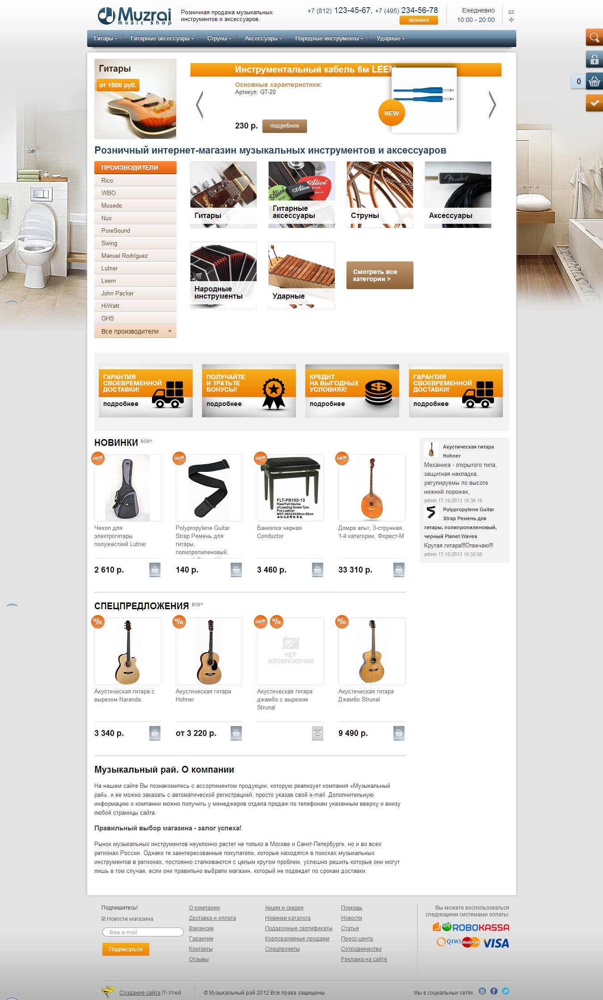 Muzrai
music shop
Розничная продажа музыкальных
инструментов и аксессуаров.
+7 (812) 123-45-67, +7 (495) 234-56-78
звоните
Ежедневно
10:00 - 20:00
Гитары
Гитарные аксессуары
Струны
Аксессуары
Народные инструменты
Ударные
0
Гитары
от 1500 руб.
Инструментальный кабель 6м LEEM
Основные характеристики:
Артикул: GT-20
NEW
230 р.
подробнее
Розничный интернет-магазин музыкальных инструментов и аксессуаров
ПРОИЗВОДИТЕЛИ
Rico
WBO
Musedo
Nux
PureSound
Swing
Manuel Rodríguez
Lutner
Leem
John Packer
HiWatt
GHS
Все производители
Гитары
Alice
Pick
Alice
Гитарные
аксессуары
Струны
Fender
Аксессуары
Народные
инструменты
Ударные
Смотреть все
категории >
ГАРАНТИЯ
СВОЕВРЕМЕННОЙ
ДОСТАВКИ!
подробнее
ПОЛУЧАЙТЕ
И ТРАТЬТЕ
БОНУСЫ!
подробнее
КРЕДИТ
НА ВЫГОДНЫХ
УСЛОВИЯХ!
подробнее
ГАРАНТИЯ
СВОЕВРЕМЕННОЙ
ДОСТАВКИ!
подробнее
НОВИНКИ все>
new
Чехол для
электрогитары
полужесткий Lutner
2 610 р.
new
Polypropylene Guitar
Strap Ремень для
гитары,
полипропиленовый,
140 р.
new
FLT-PB102-13
Rise/Fall Device
of Leading Screw Tyre
Pvs.Leather
MST: 56X33X48cm-58cm
Банкетка черная
Conductor
3 460 р.
new
Домра альт, 3-струнная,
1-й категории, Форест-М
33 310 р.
Акустическая гитара
Hohner
Механика - открытого типа,
защитная накладка,
регулируемы по высоте
нижний порожек,
admin 17.10.2013 10:36:16
Polypropylene Guitar
Strap Ремень для
гитары, полипропиленовый,
черный Planet Waves
Крутая гитара!!!Отвечаю!!!
admin 17.10.2013 10:35:56
СПЕЦПРЕДЛОЖЕНИЯ все>
%
Акустическая гитара с
вырезом Naranda
3 340 р.
%
Акустическая гитара
Hohner
от 3 220 р.
new %
НЕТ
ИЗОБРАЖЕНИЯ
Акустическая гитара
джамбо с вырезом
Strunal
%
Акустическая гитара
Джамбо Strunal
9 490 р.
Музыкальный рай. О компании
На нашем сайте Вы познакомитесь с ассортиментом продукции, которую реализует компания «Музыкальный
рай», и ее можно заказать с автоматической регистрацией, просто указав свой e-mail. Дополнительную
информацию о компании можно получить у менеджеров отдела продаж по телефонам указанным вверху и внизу
любой страницы сайта.
Правильный выбор магазина - залог успеха!
Рынок музыкальных инструментов неуклонно растет не только в Москве и Санкт-Петербурге, но и во всех
регионах России. Однако те заинтересованные покупатели, которые находятся в поисках музыкальных
инструментов в регионах, постоянно сталкиваются с целым кругом проблем, успешно решить которые они могут
лишь в том случае, если они правильно выбрали магазин, который не подведет по срокам доставки.
Подпишитесь!
Новости магазина
Ваш e-mail
Подписаться
О компании
Доставка и оплата
Вакансии
Гарантии
Контакты
Отзывы
Акции и скидки
Новинки каталога
Подарочные сертификаты
Корпоративные продажи
Спецпроекты
Помощь
Новости
Статьи
Пресс-центр
Сотрудничество
Реклама на сайте
Вы можете воспользоваться
следующими системами оплаты:
ROBOKASSA
QIWI MasterCard VISA
Создание сайта IT-Улей
© Музыкальный рай 2012 Все права защищены
Мы в социальных сетях